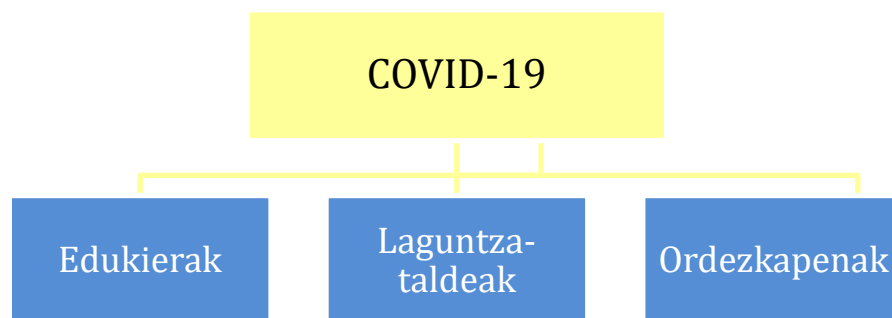 COVID-19
Edukierak
Laguntza-
taldeak
Ordezkapenak